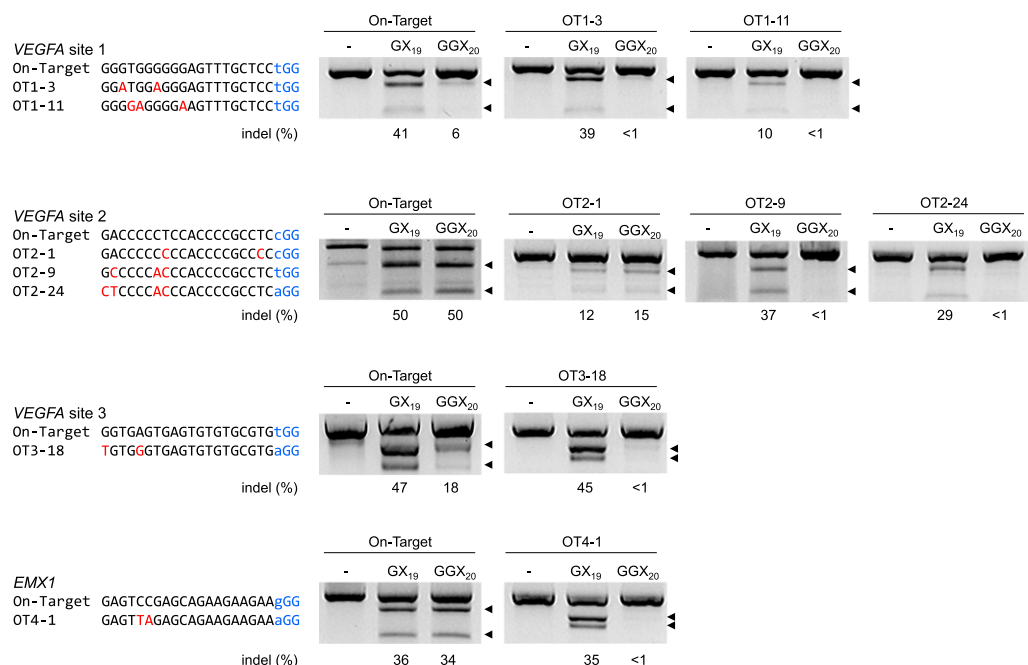 On-Target OT1-3 OT1-11
- GX19 GGX20 - GX19 GGX20 - GX19 GGX20
VEGFA site 1
On-Target GGGTGGGGGGAGTTTGCTCCtGG
OT1-3 GGATGGAGGGAGTTTGCTCCtGG
OT1-11 GGGGAGGGGAAGTTTGCTCCtGG
indel (%) 41 6 39 <1 10 <1
On-Target OT2-1 OT2-9 OT2-24
VEGFA site 2
- GX19 GGX20 - GX19 GGX20 - GX19 GGX20 - GX19 GGX20
On-Target GACCCCCTCCACCCCGCCTCcGG
OT2-1 GACCCCCCCCACCCCGCCCCcGG
OT2-9 GCCCCCACCCACCCCGCCTCtGG
OT2-24 CTCCCCACCCACCCCGCCTCaGG
indel (%) 50 50 12 15 37 <1 29 <1
On-Target OT3-18
- GX19 GGX20 - GX19 GGX20
VEGFA site 3
On-Target GGTGAGTGAGTGTGTGCGTGtGG
OT3-18 TGTGGGTGAGTGTGTGCGTGaGG
indel (%) 47 18 45 <1
On-Target OT4-1
- GX19 GGX20 - GX19 GGX20
EMX1
On-Target GAGTCCGAGCAGAAGAAGAAgGG
OT4-1 GAGTTAGAGCAGAAGAAGAAaGG
indel (%) 36 34 35 <1